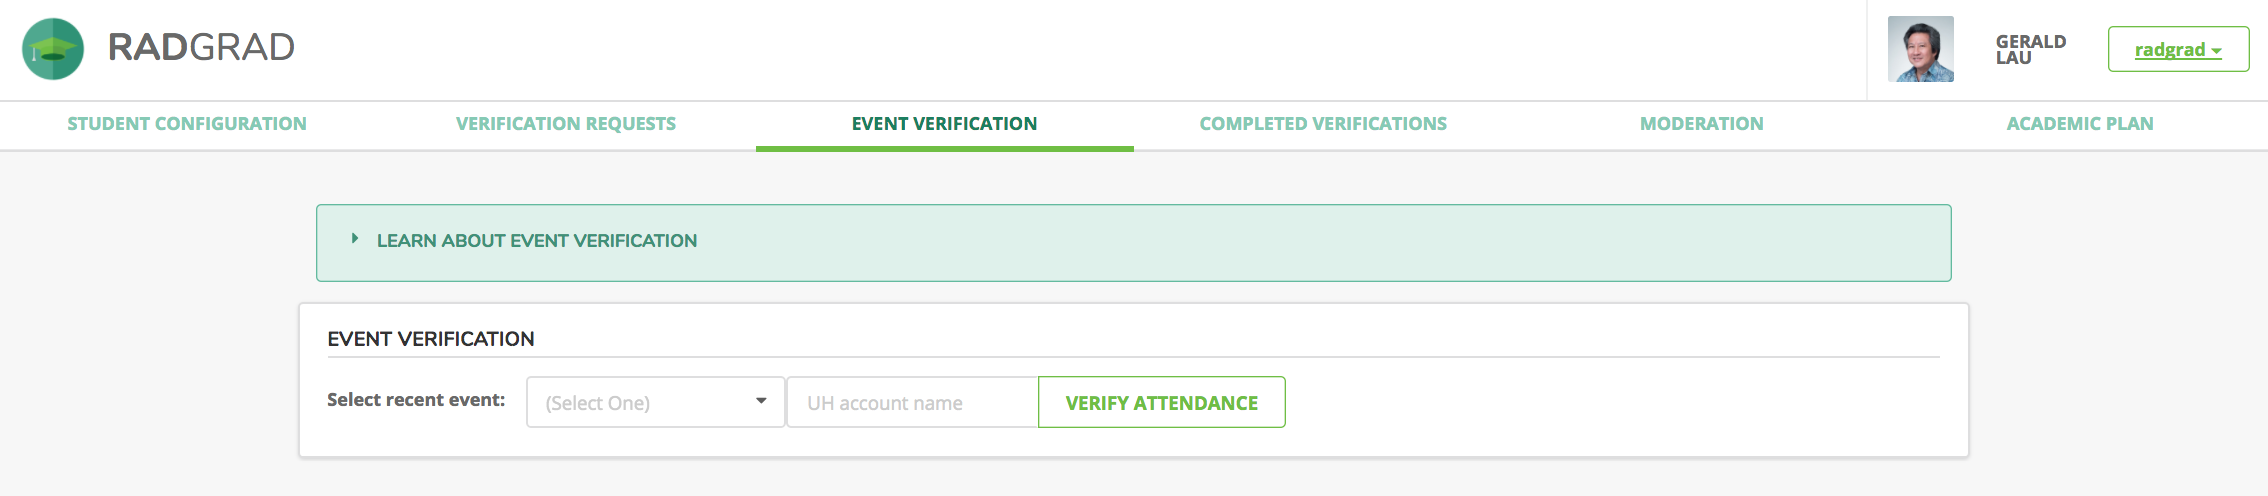 RADGRAD
GERALD
LAU
radgrad
STUDENT CONFIGURATION
VERIFICATION REQUESTS
EVENT VERIFICATION
COMPLETED VERIFICATIONS
MODERATION
ACADEMIC PLAN
LEARN ABOUT EVENT VERIFICATION
EVENT VERIFICATION
Select recent event:
(Select One)
UH account name
VERIFY ATTENDANCE